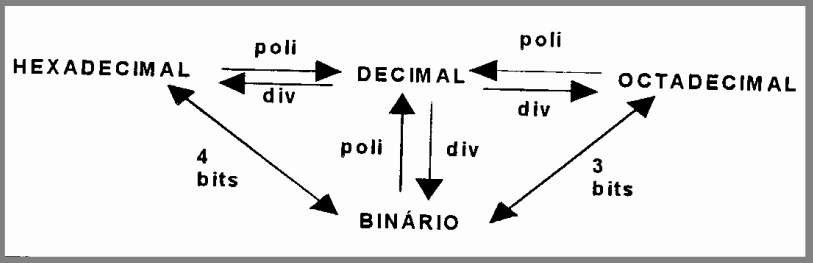 poli
poli
HEXADECIMAL
DECIMAL
OCTADECIMAL
div
div
poli
div
4
bits
3
bits
BINÁRIO